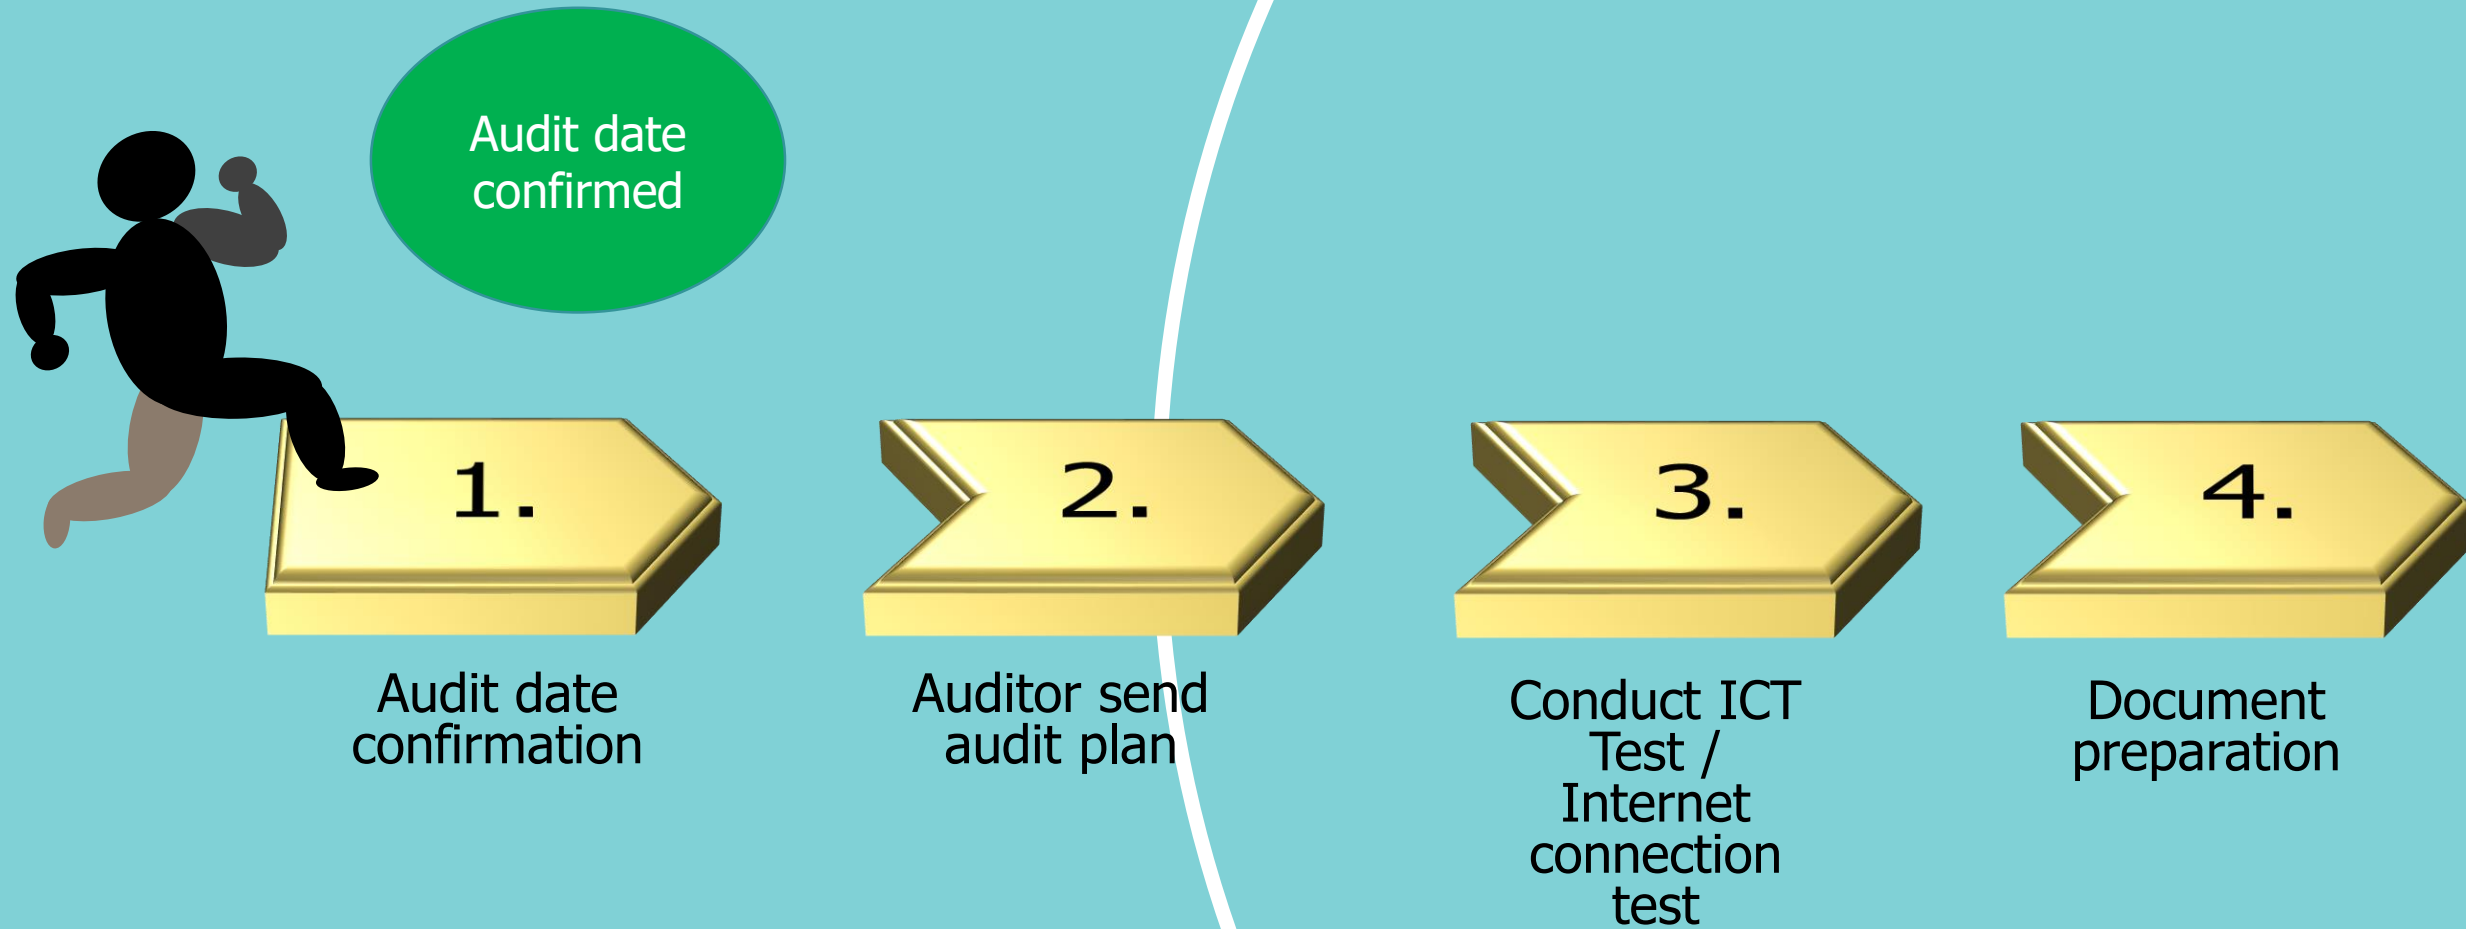 Audit date
confirmed
1.
2.
3.
4.
Audit date
confirmation
Auditor send
audit plan
Conduct ICT
Test /
Internet
connection
test
Document
preparation